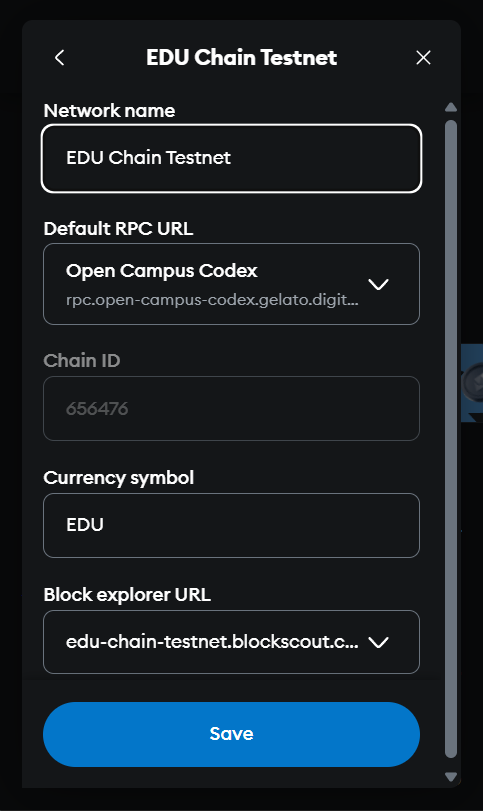 EDU Chain Testnet
Network name
EDU Chain Testnet
Default RPC URL
Open Campus Codex
rpc.open-campus-codex.gelato.digit...
Chain ID
656476
Currency symbol
EDU
Block explorer URL
edu-chain-testnet.blockscout.c...
Save